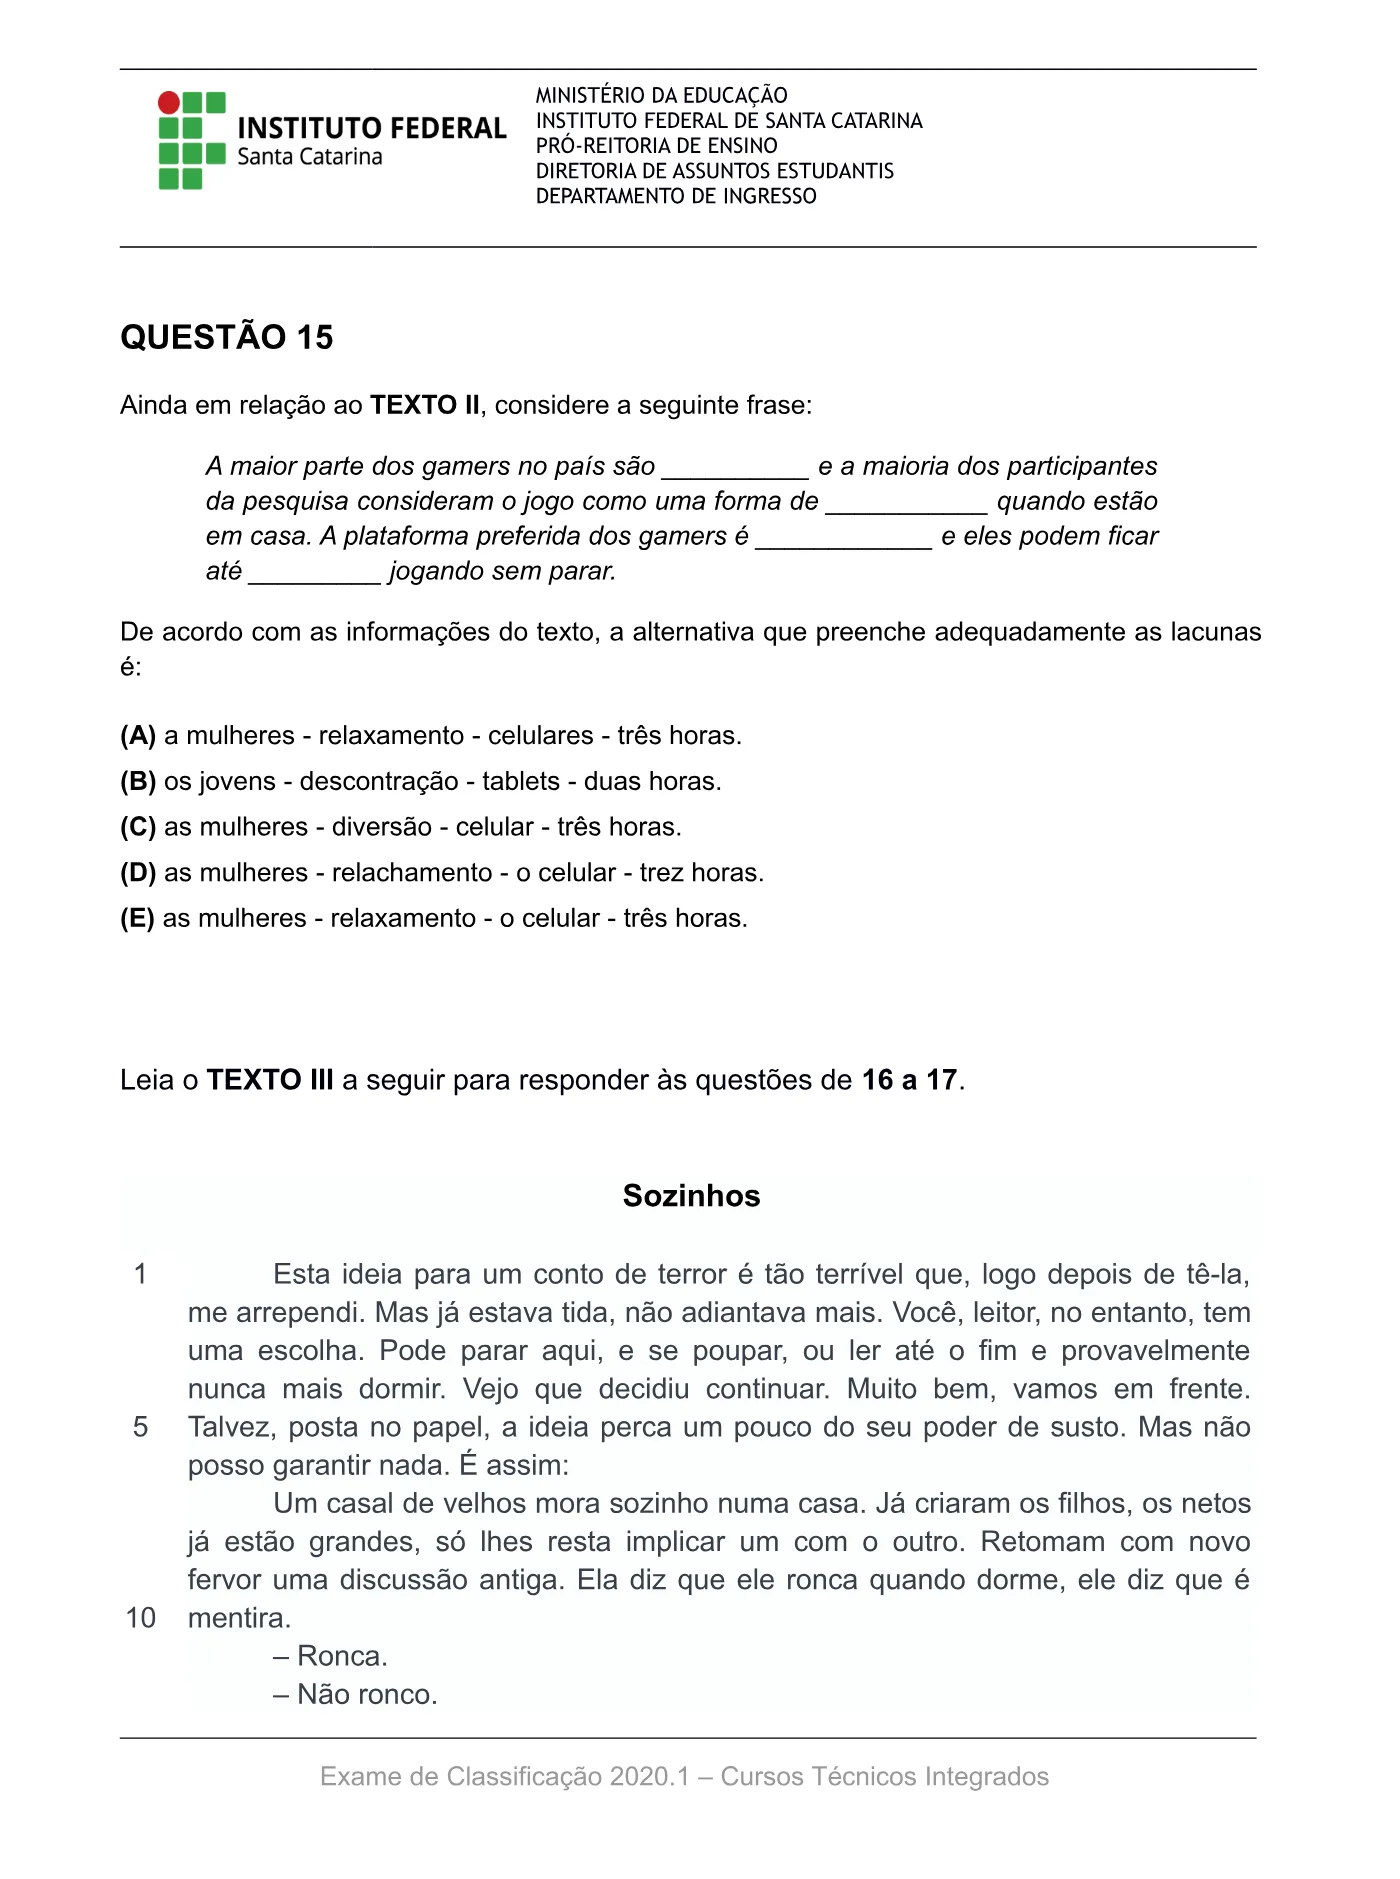 INSTITUTO FEDERAL
Santa Catarina
MINISTÉRIO DA EDUCAÇÃO
INSTITUTO FEDERAL DE SANTA CATARINA
PRÓ-REITORIA DE ENSINO
DIRETORIA DE ASSUNTOS ESTUDANTIS
DEPARTAMENTO DE INGRESSO
QUESTÃO 15
Ainda em relação ao TEXTO II, considere a seguinte frase:
A maior parte dos gamers no país são __________ e a maioria dos participantes
da pesquisa consideram o jogo como uma forma de ___________ quando estão
em casa. A plataforma preferida dos gamers é ____________ e eles podem ficar
até _________ jogando sem parar.
De acordo com as informações do texto, a alternativa que preenche adequadamente as lacunas
é:
(A) a mulheres - relaxamento - celulares - três horas.
(B) os jovens - descontração - tablets - duas horas.
(C) as mulheres - diversão - celular - três horas.
(D) as mulheres - relachamento - o celular - trez horas.
(E) as mulheres - relaxamento - o celular - três horas.
Leia o TEXTO III a seguir para responder às questões de 16 a 17.
Sozinhos
1 Esta ideia para um conto de terror é tão terrível que, logo depois de tê-la,
me arrependi. Mas já estava tida, não adiantava mais. Você, leitor, no entanto, tem
uma escolha. Pode parar aqui, e se poupar, ou ler até o fim e provavelmente
nunca mais dormir. Vejo que decidiu continuar. Muito bem, vamos em frente.
5 Talvez, posta no papel, a ideia perca um pouco do seu poder de susto. Mas não
posso garantir nada. É assim:
Um casal de velhos mora sozinho numa casa. Já criaram os filhos, os netos
já estão grandes, só lhes resta implicar um com o outro. Retomam com novo
fervor uma discussão antiga. Ela diz que ele ronca quando dorme, ele diz que é
10 mentira.
– Ronca.
– Não ronco.
Exame de Classificação 2020.1 – Cursos Técnicos Integrados